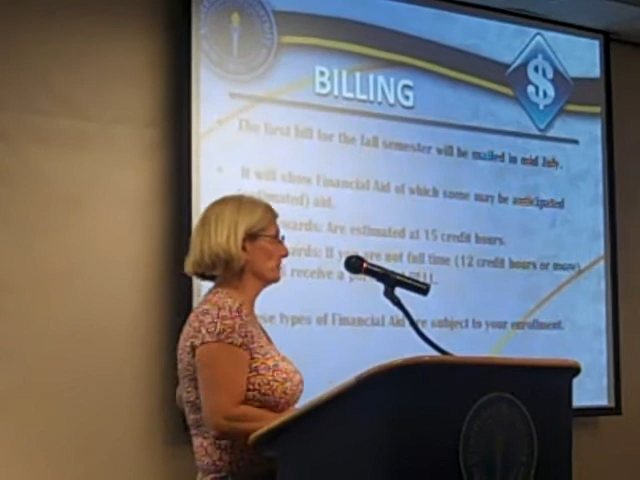 BILLING
$
The first bill for the fall semester will be mailed in mid July.
It will show Financial Aid of which some may be anticipated
(estimated) aid.
wards: Are estimated at 15 credit hours.
If you are not full time (12 credit hours or more)
receive a
types of Financial Aid are subject to your enrollment.